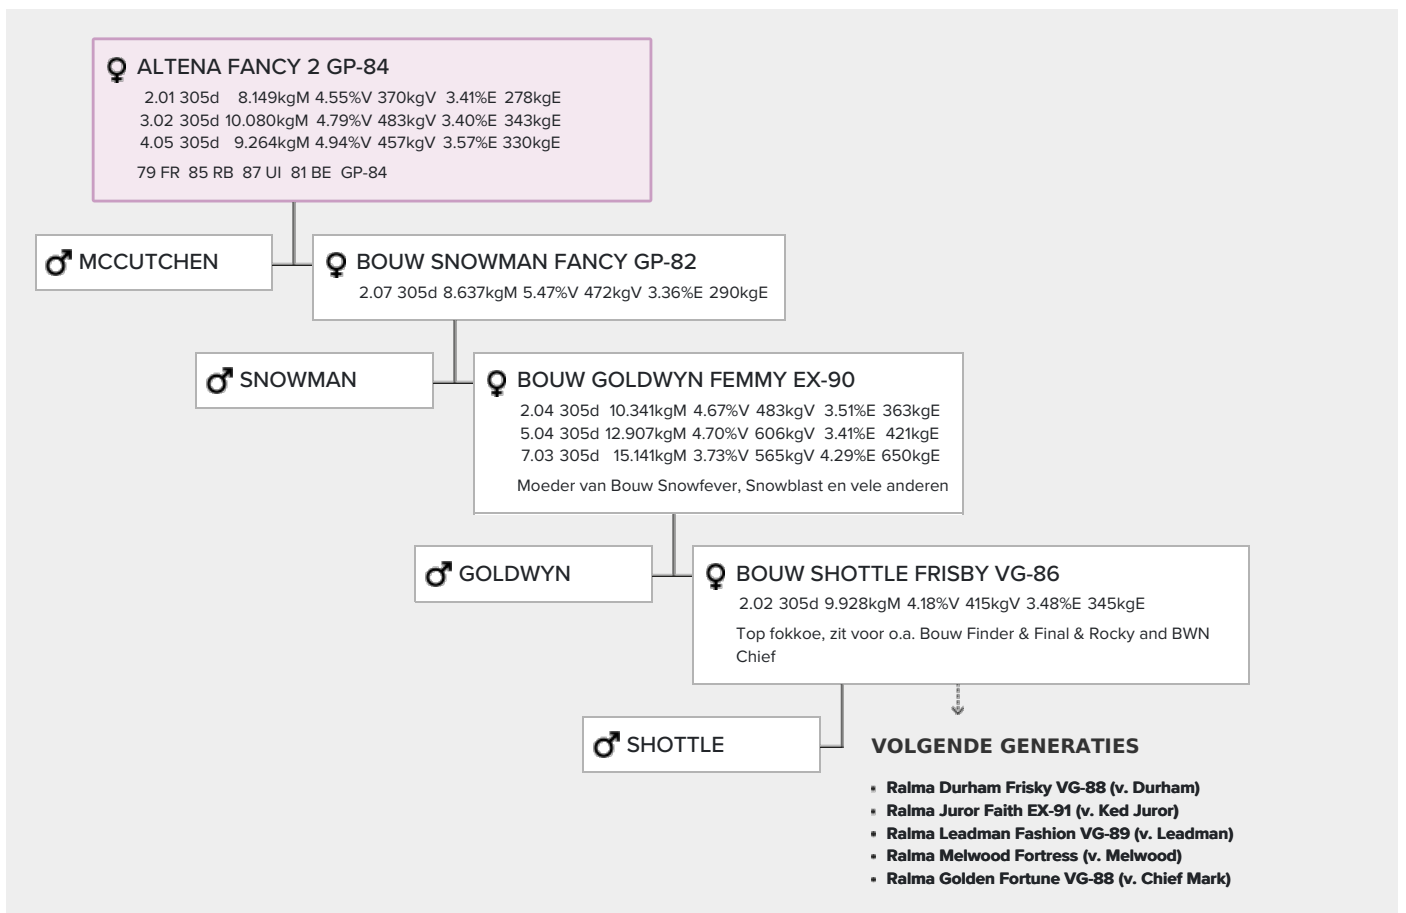 ALTENA FANCY 2 GP-84
2.01 305d 8.149kgM 4.55%V 370kgV 3.41%E 278kgE
3.02 305d 10.080kgM 4.79%V 483kgV 3.40%E 343kgE
4.05 305d 9.264kgM 4.94%V 457kgV 3.57%E 330kgE
79 FR 85 RB 87 UI 81 BE GP-84
MCCUTCHEN
BOUW SNOWMAN FANCY GP-82
2.07 305d 8.637kgM 5.47%V 472kgV 3.36%E 290kgE
SNOWMAN
BOUW GOLDWYN FEMMY EX-90
2.04 305d 10.341kgM 4.67%V 483kgV 3.51%E 363kgE
5.04 305d 12.907kgM 4.70%V 606kgV 3.41%E 421kgE
7.03 305d 15.141kgM 3.73%V 565kgV 4.29%E 650kgE
Moeder van Bouw Snowfever, Snowblast en vele anderen
GOLDWYN
BOUW SHOTTLE FRISBY VG-86
2.02 305d 9.928kgM 4.18%V 415kgV 3.48%E 345kgE
Top fokkoe, zit voor o.a. Bouw Finder & Final & Rocky and BWN
Chief
SHOTTLE
VOLGENDE GENERATIES
▪ Ralma Durham Frisky VG-88 (v. Durham)
▪ Ralma Juror Faith EX-91 (v. Ked Juror)
▪ Ralma Leadman Fashion VG-89 (v. Leadman)
▪ Ralma Melwood Fortress (v. Melwood)
▪ Ralma Golden Fortune VG-88 (v. Chief Mark)